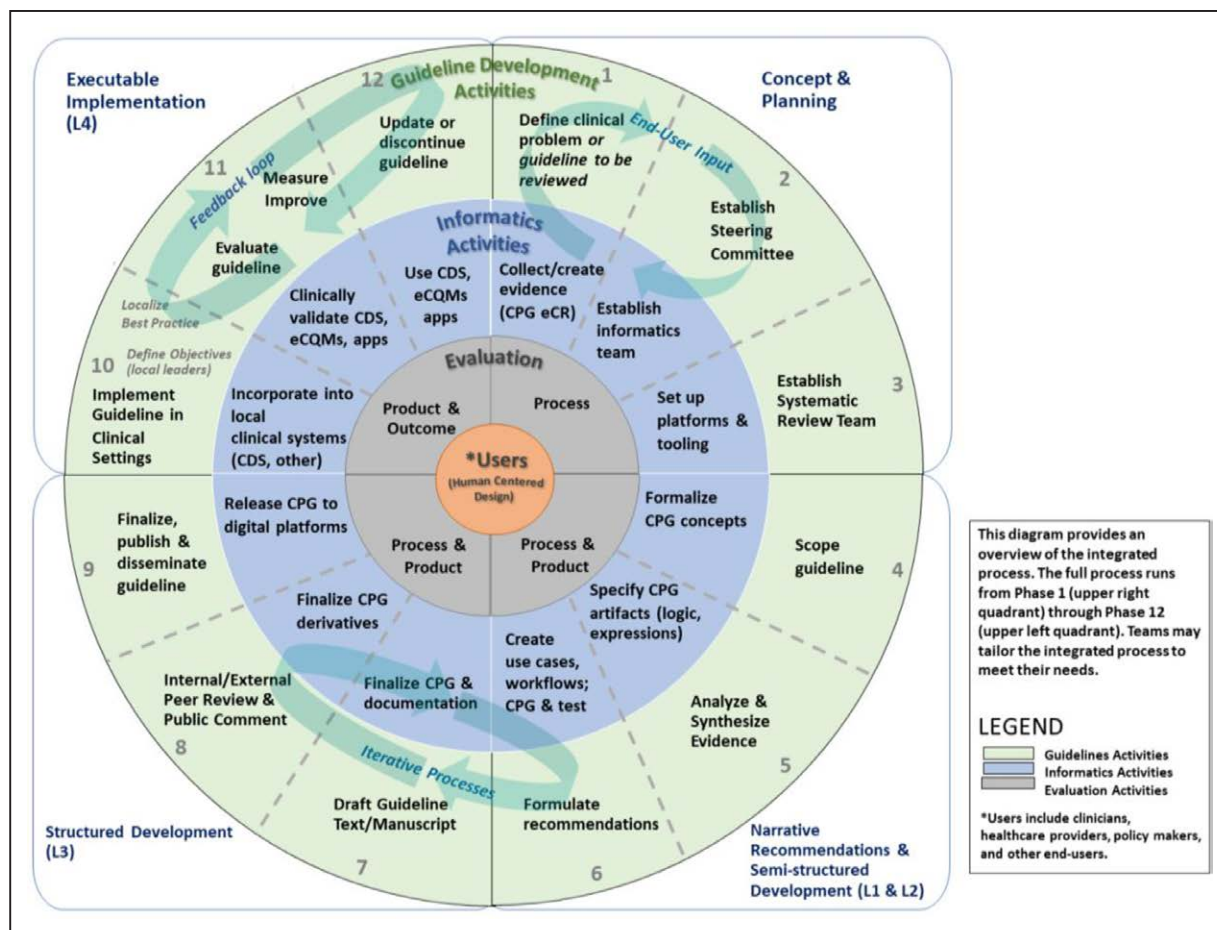 Executable
Implementation
(L4)
Concept &
Planning
Guideline Development
Activities
12
Update or
discontinue
guideline
1
Define clinical
problem or
guideline to be
reviewed
End-User Input
2
Establish
Steering
Committee
11
Feedback loop
Measure
Improve
Evaluate
guideline
Localize
Best Practice
10
Define Objectives
(local leaders)
Implement
Guideline in
Clinical
Settings
3
Establish
Systematic
Review Team
Informatics
Activities
Use CDS,
eCQMs
apps
Collect/create
evidence
(CPG eCR)
Clinically
validate CDS,
eCQMs, apps
Establish
informatics
team
Incorporate into
local
clinical systems
(CDS, other)
Set up
platforms &
tooling
Evaluation
Product &
Outcome
Process
*Users
(Human Centered
Design)
Process &
Product
Process &
Product
Release CPG to
digital platforms
Formalize
CPG concepts
Finalize CPG
derivatives
Specify CPG
artifacts (logic,
expressions)
Finalize CPG &
documentation
Create
use cases,
workflows;
CPG & test
9
Finalize,
publish &
disseminate
guideline
Scope
guideline
4
Internal/External
Peer Review &
Public Comment
8
Analyze &
Synthesize
Evidence
5
Iterative Processes
Draft Guideline
Text/Manuscript
7
Formulate
recommendations
6
Structured Development
(L3)
Narrative
Recommendations &
Semi-structured
Development (L1 & L2)
This diagram provides an
overview of the integrated
process. The full process runs
from Phase 1 (upper right
quadrant) through Phase 12
(upper left quadrant). Teams may
tailor the integrated process to
meet their needs.
LEGEND
Guidelines Activities
Informatics Activities
Evaluation Activities
*Users include clinicians,
healthcare providers, policy makers,
and other end-users.